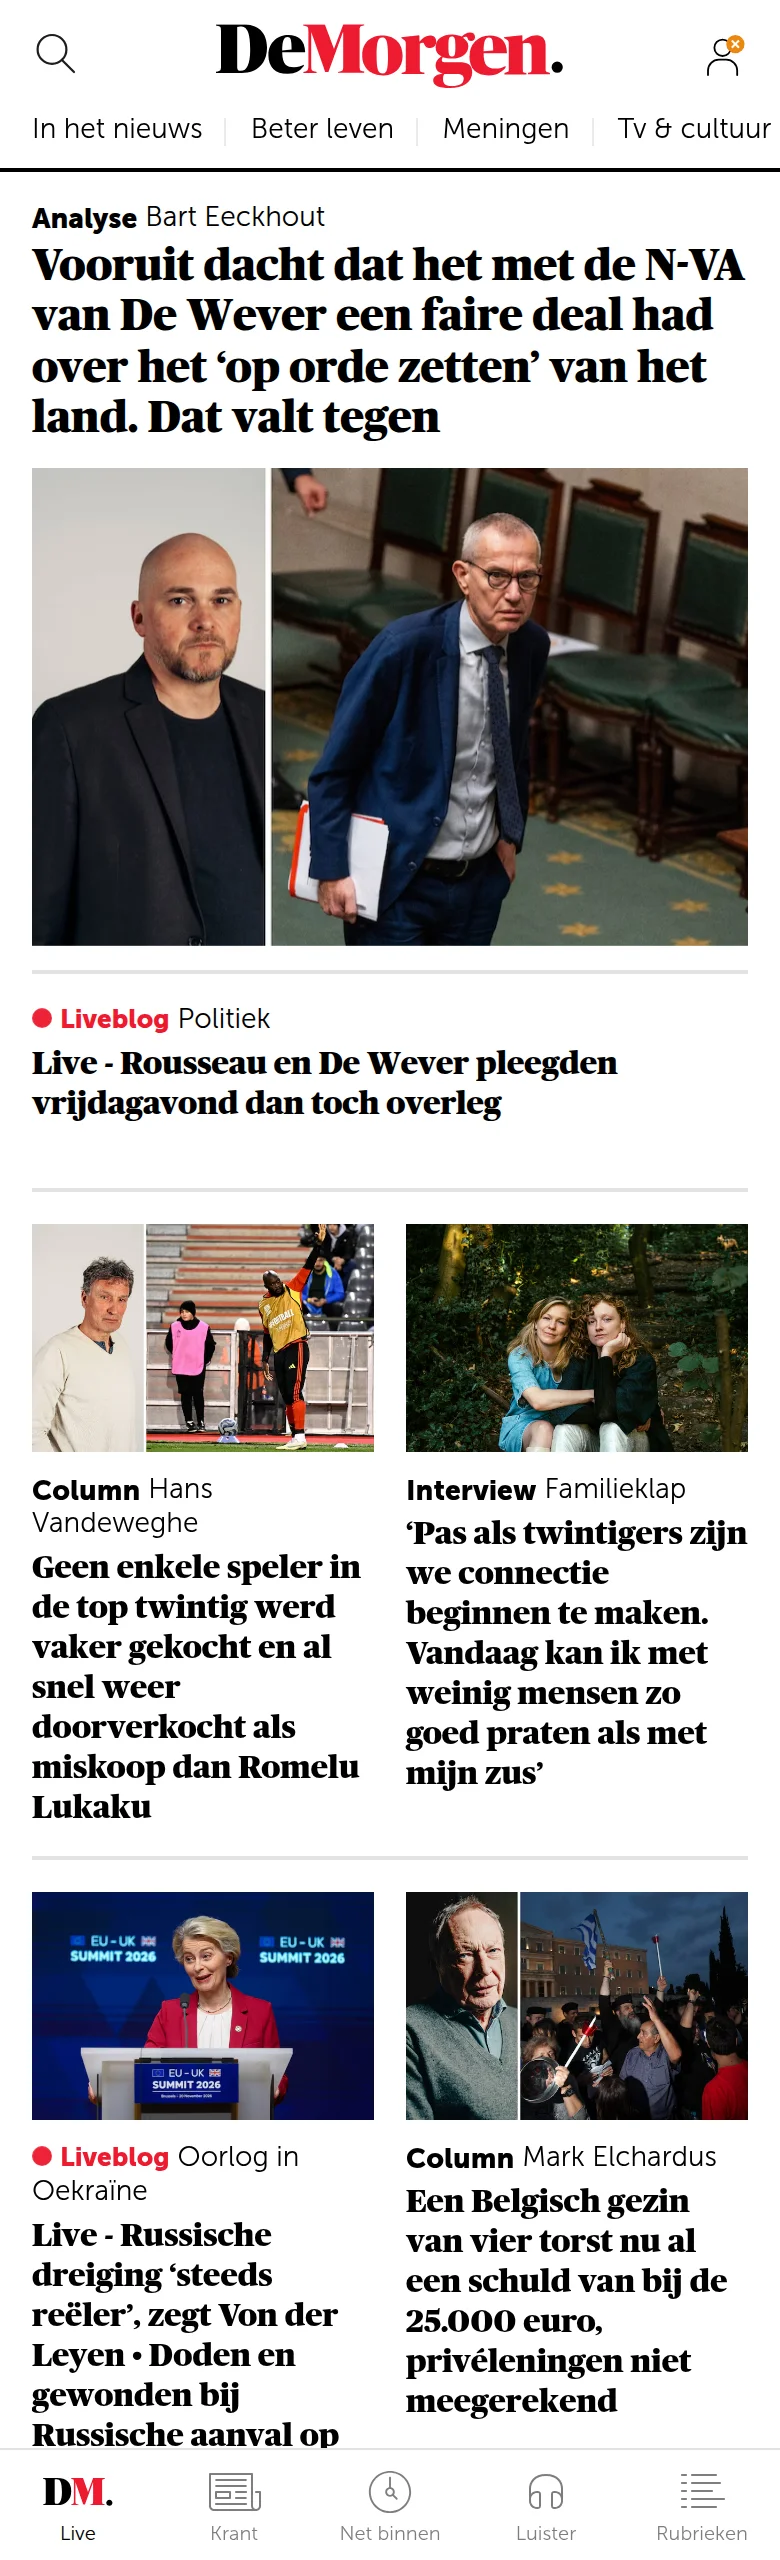 DeMorgen.
In het nieuws
Beter leven
Meningen
Tv & cultuur
Analyse Bart Eeckhout
Vooruit dacht dat het met de N-VA
van De Wever een faire deal had
over het ‘op orde zetten’ van het
land. Dat valt tegen
Liveblog Politiek
Live - Rousseau en De Wever pleegden
vrijdagavond dan toch overleg
Column Hans
Vandeweghe
Geen enkele speler in
de top twintig werd
vaker gekocht en al
snel weer
doorverkocht als
miskoop dan Romelu
Lukaku
Interview Familieklap
‘Pas als twintigers zijn
we connectie
beginnen te maken.
Vandaag kan ik met
weinig mensen zo
goed praten als met
mijn zus’
EU - UK
SUMMIT 2026
EU - UK
SUMMIT 2026
EU - UK
SUMMIT 2026
Liveblog Oorlog in
Oekraïne
Live - Russische
dreiging ‘steeds
reëler’, zegt Von der
Leyen • Doden en
gewonden bij
Russische aanval op
Column Mark Elchardus
Een Belgisch gezin
van vier torst nu al
een schuld van bij de
25.000 euro,
privéleningen niet
meegerekend
DM.
Live
Krant
Net binnen
Luister
Rubrieken